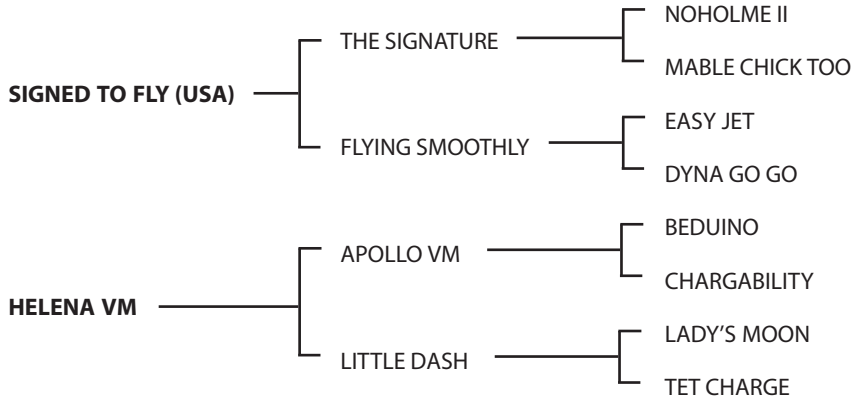 NOHOLME II
THE SIGNATURE
MABLE CHICK TOO
SIGNED TO FLY (USA)
EASY JET
FLYING SMOOTHLY
DYNA GO GO
BEDUINO
APOLLO VM
CHARGABILITY
HELENA VM
LADY’S MOON
LITTLE DASH
TET CHARGE